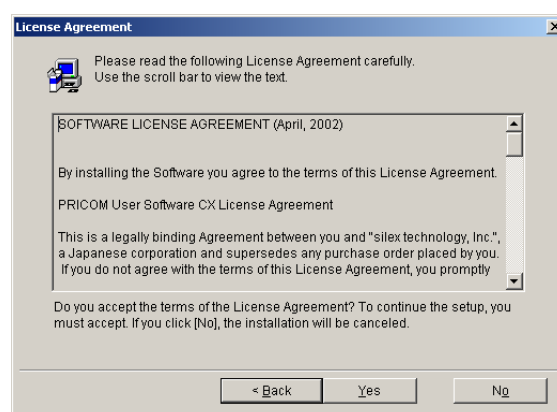 License Agreement
Please read the following License Agreement carefully.
Use the scroll bar to view the text.
SOFTWARE LICENSE AGREEMENT (April, 2002)
By installing the Software you agree to the terms of this License Agreement.
PRICOM User Software CX License Agreement
This is a legally binding Agreement between you and "silex technology, Inc.",
a Japanese corporation and supersedes any purchase order placed by you.
If you do not agree with the terms of this License Agreement, you promptly
Do you accept the terms of the License Agreement? To continue the setup, you
must accept. If you click [No], the installation will be canceled.
< Back Yes No